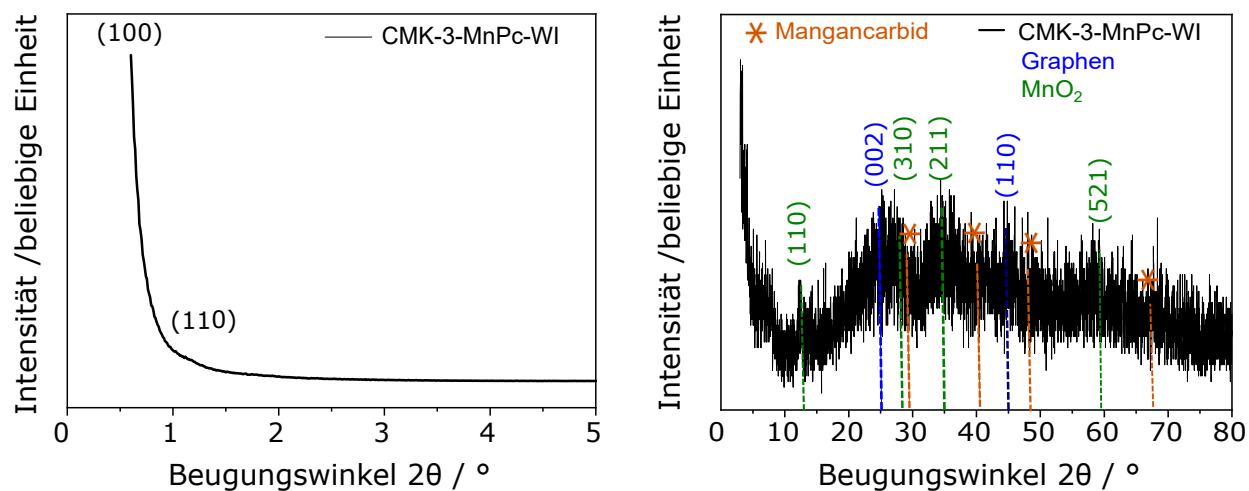 (100)
CMK-3-MnPc-WI
(110)
Intensität /beliebige Einheit
0 1 2 3 4 5
Beugungswinkel 2θ / °
Mangancarbid
CMK-3-MnPc-WI
Graphen
MnO₂
(110)
(002)
(310)
(211)
(110)
(521)
Intensität /beliebige Einheit
0 10 20 30 40 50 60 70 80
Beugungswinkel 2θ / °